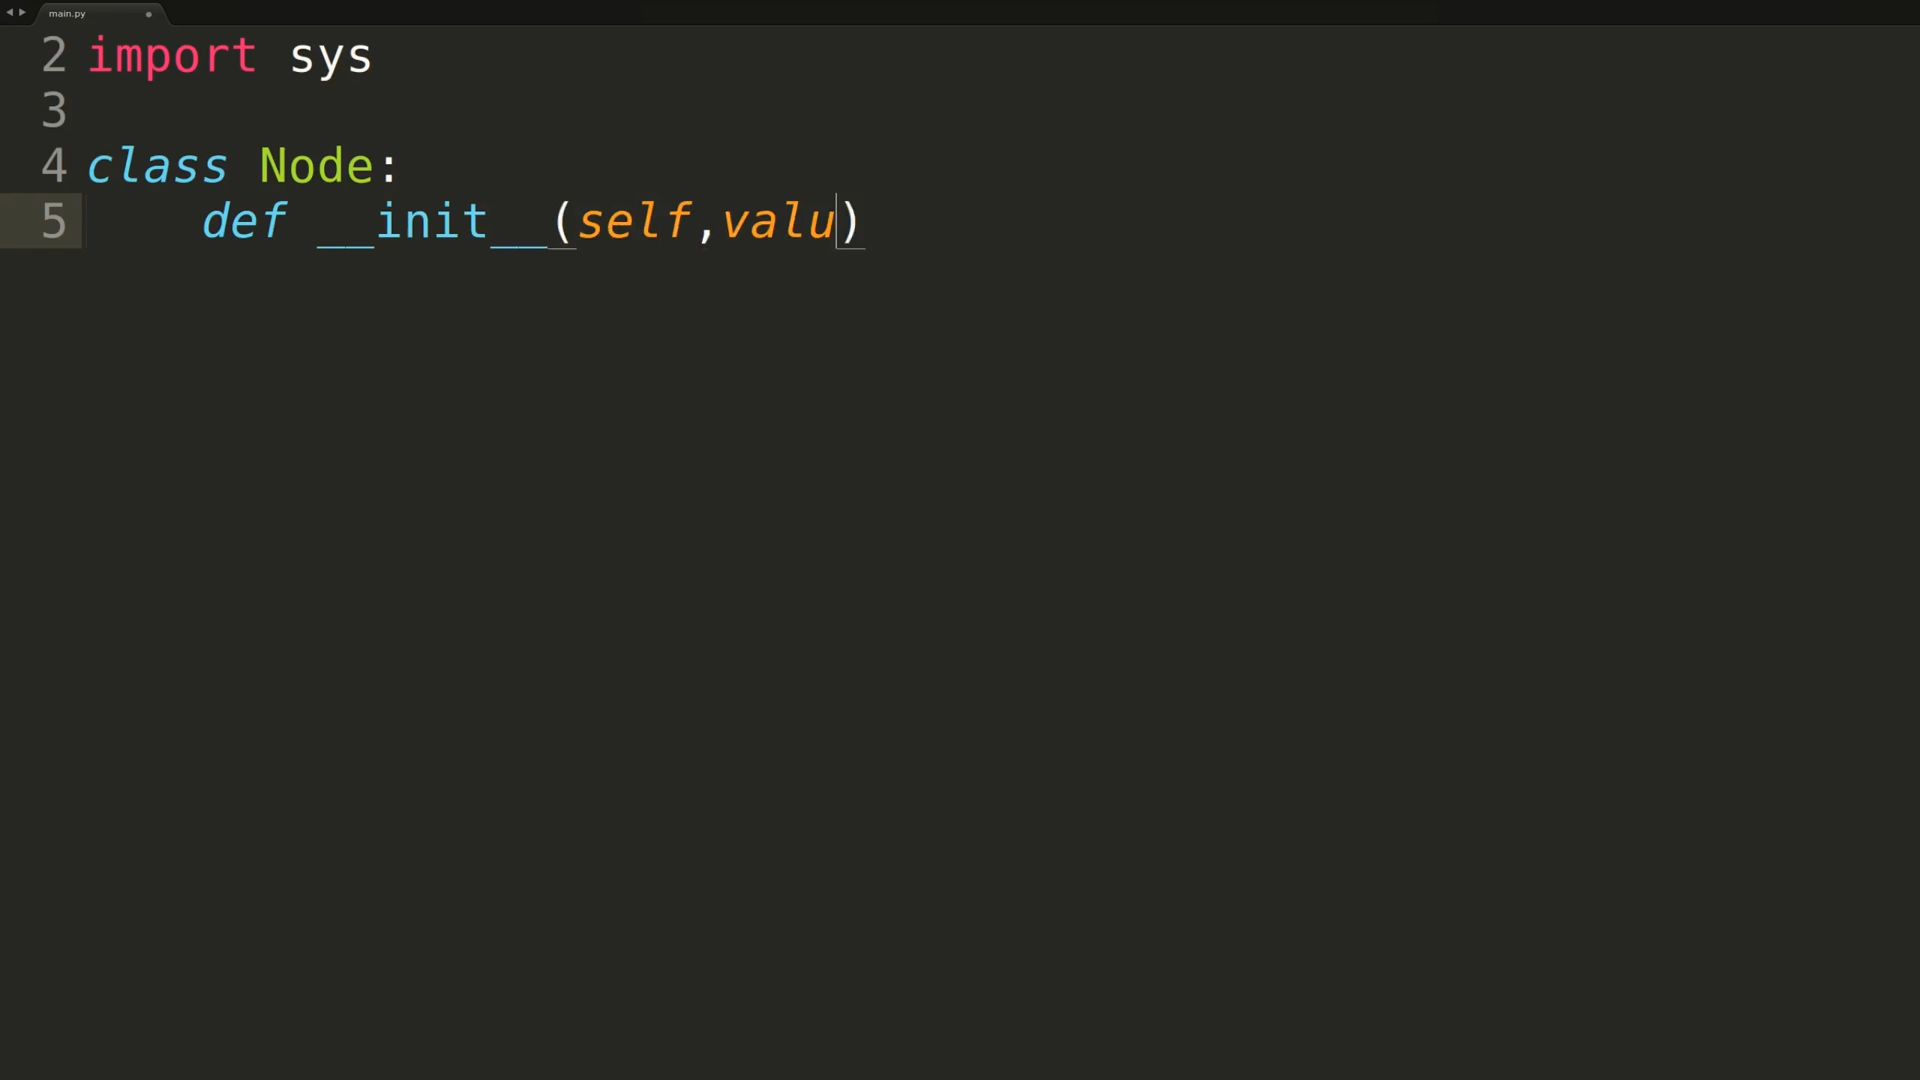 main.py
2 import sys
3
4 class Node:
5 def __init__(self,valu)